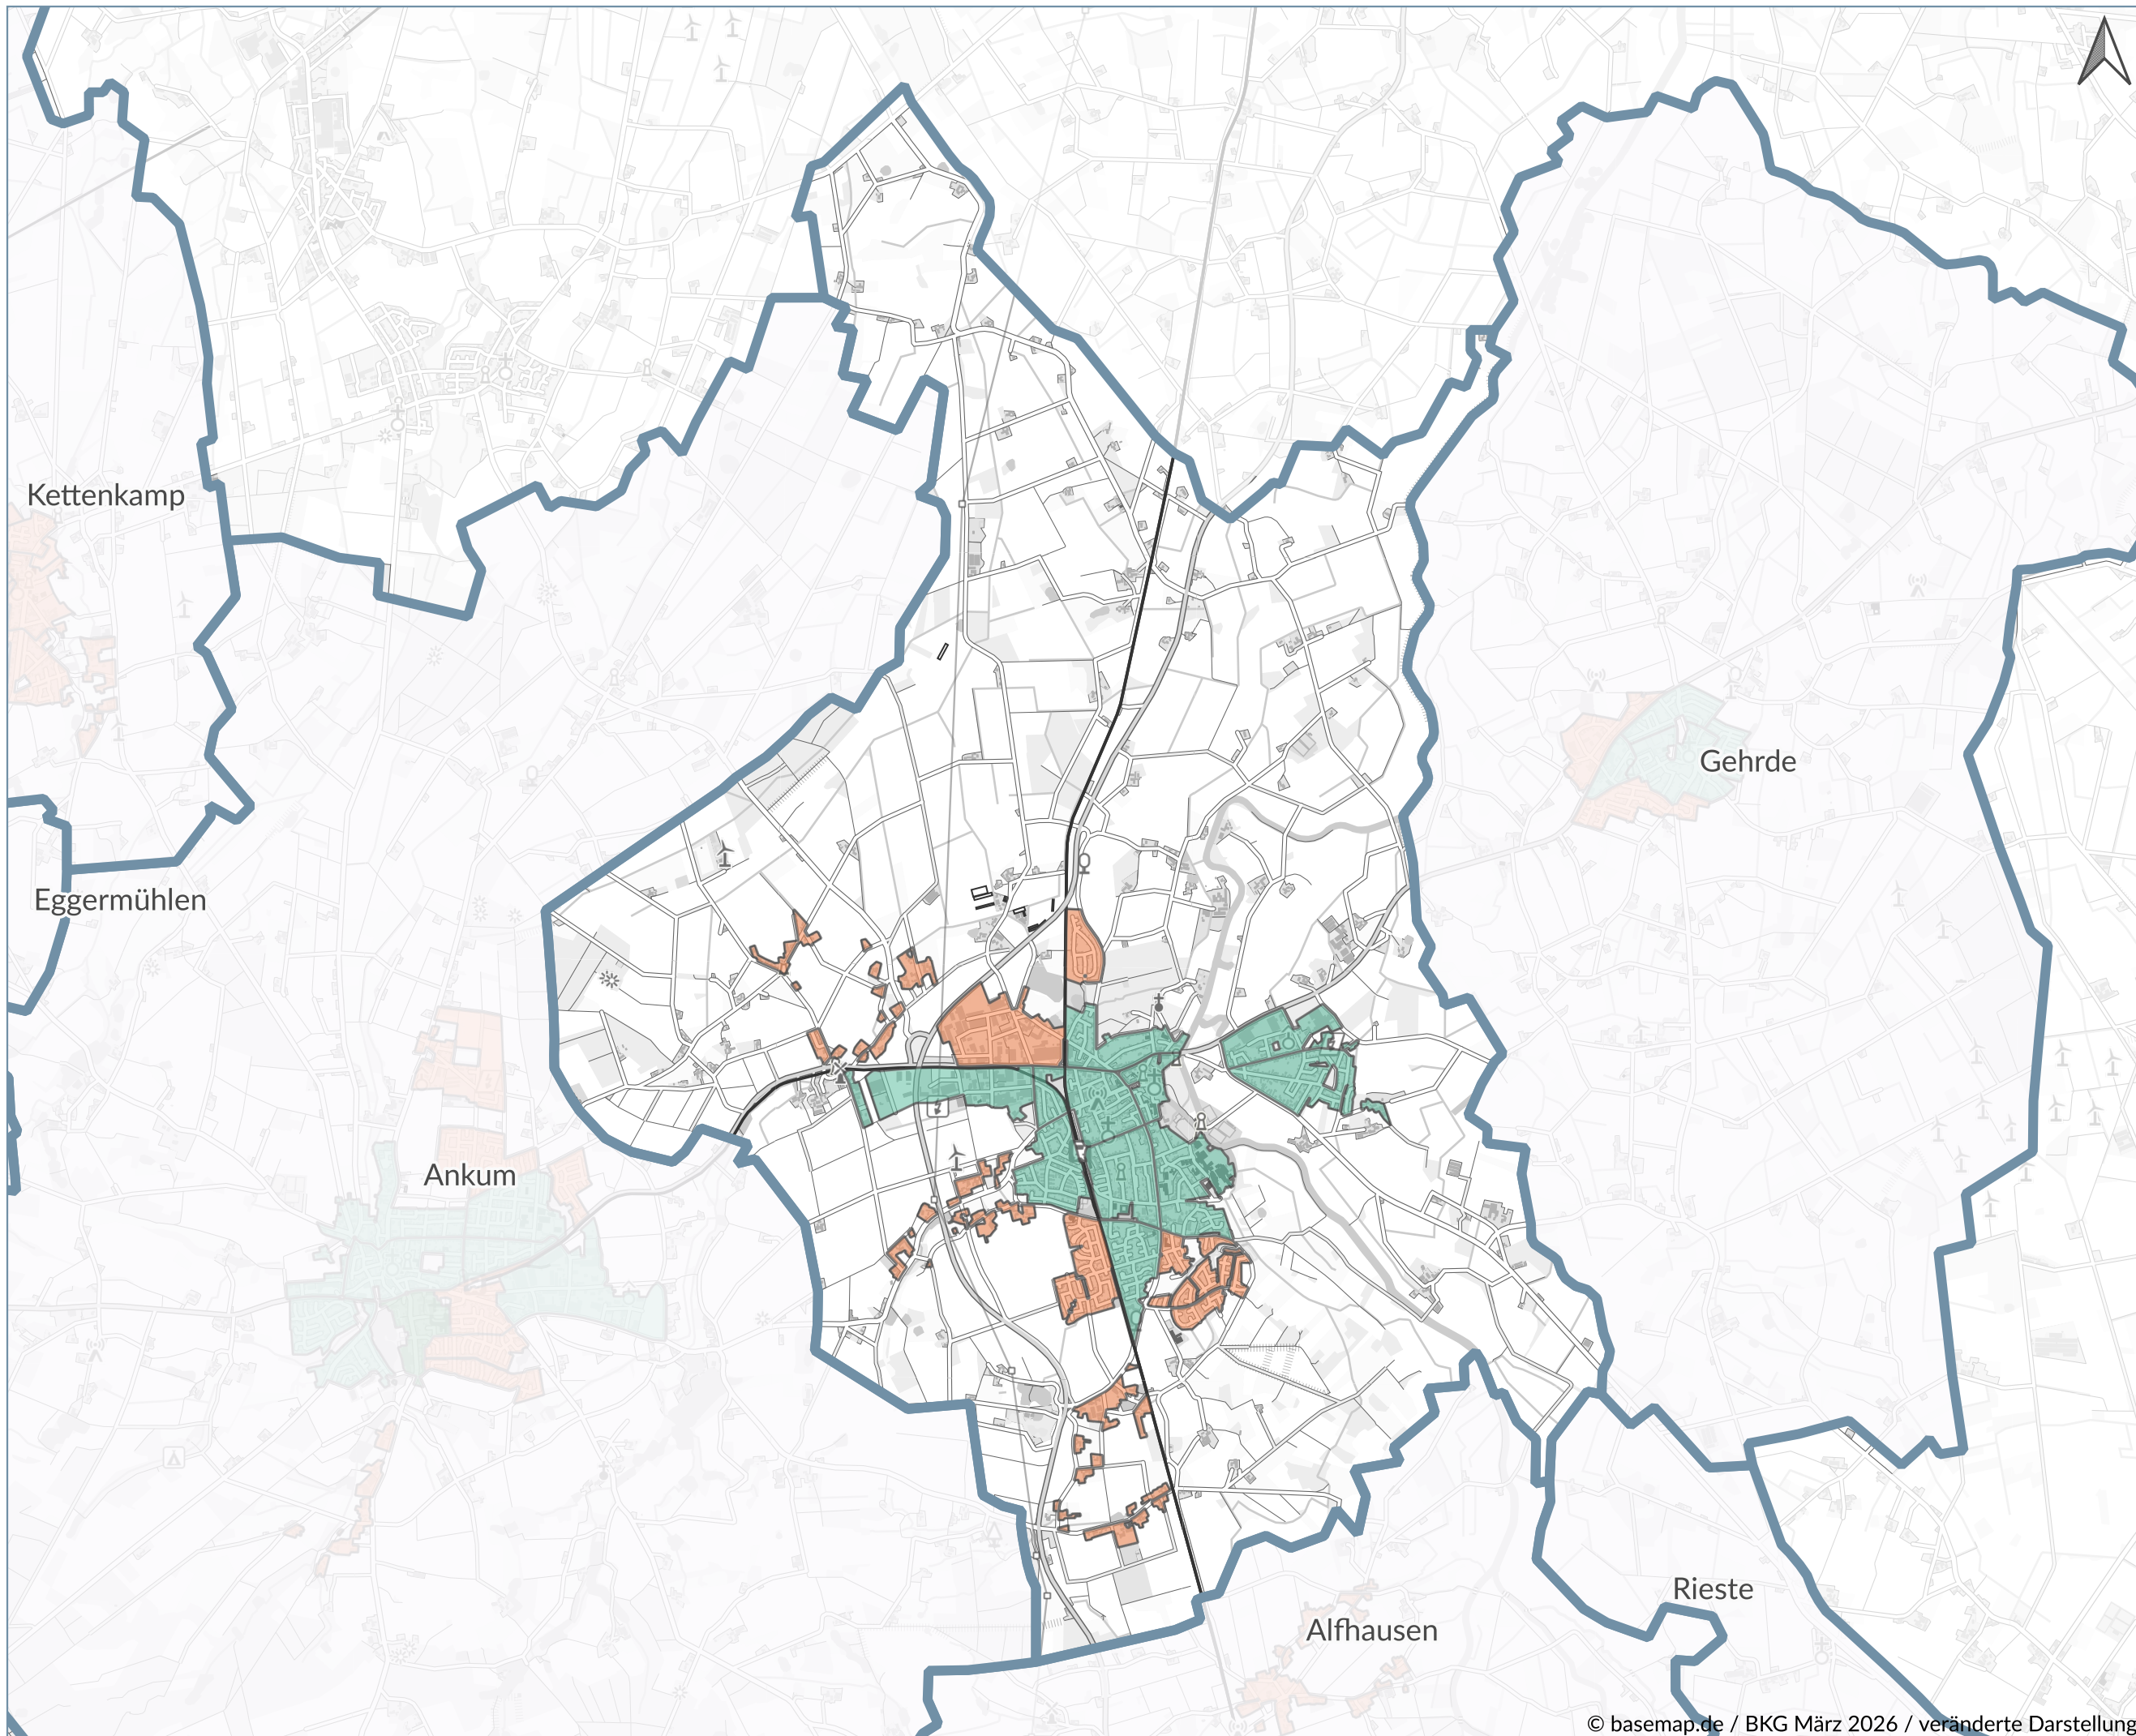 Kettenkamp
Gehrde
Eggermühlen
Ankum
Rieste
Alfhausen
© basemap.de / BKG März 2026 / veränderte Darstellung